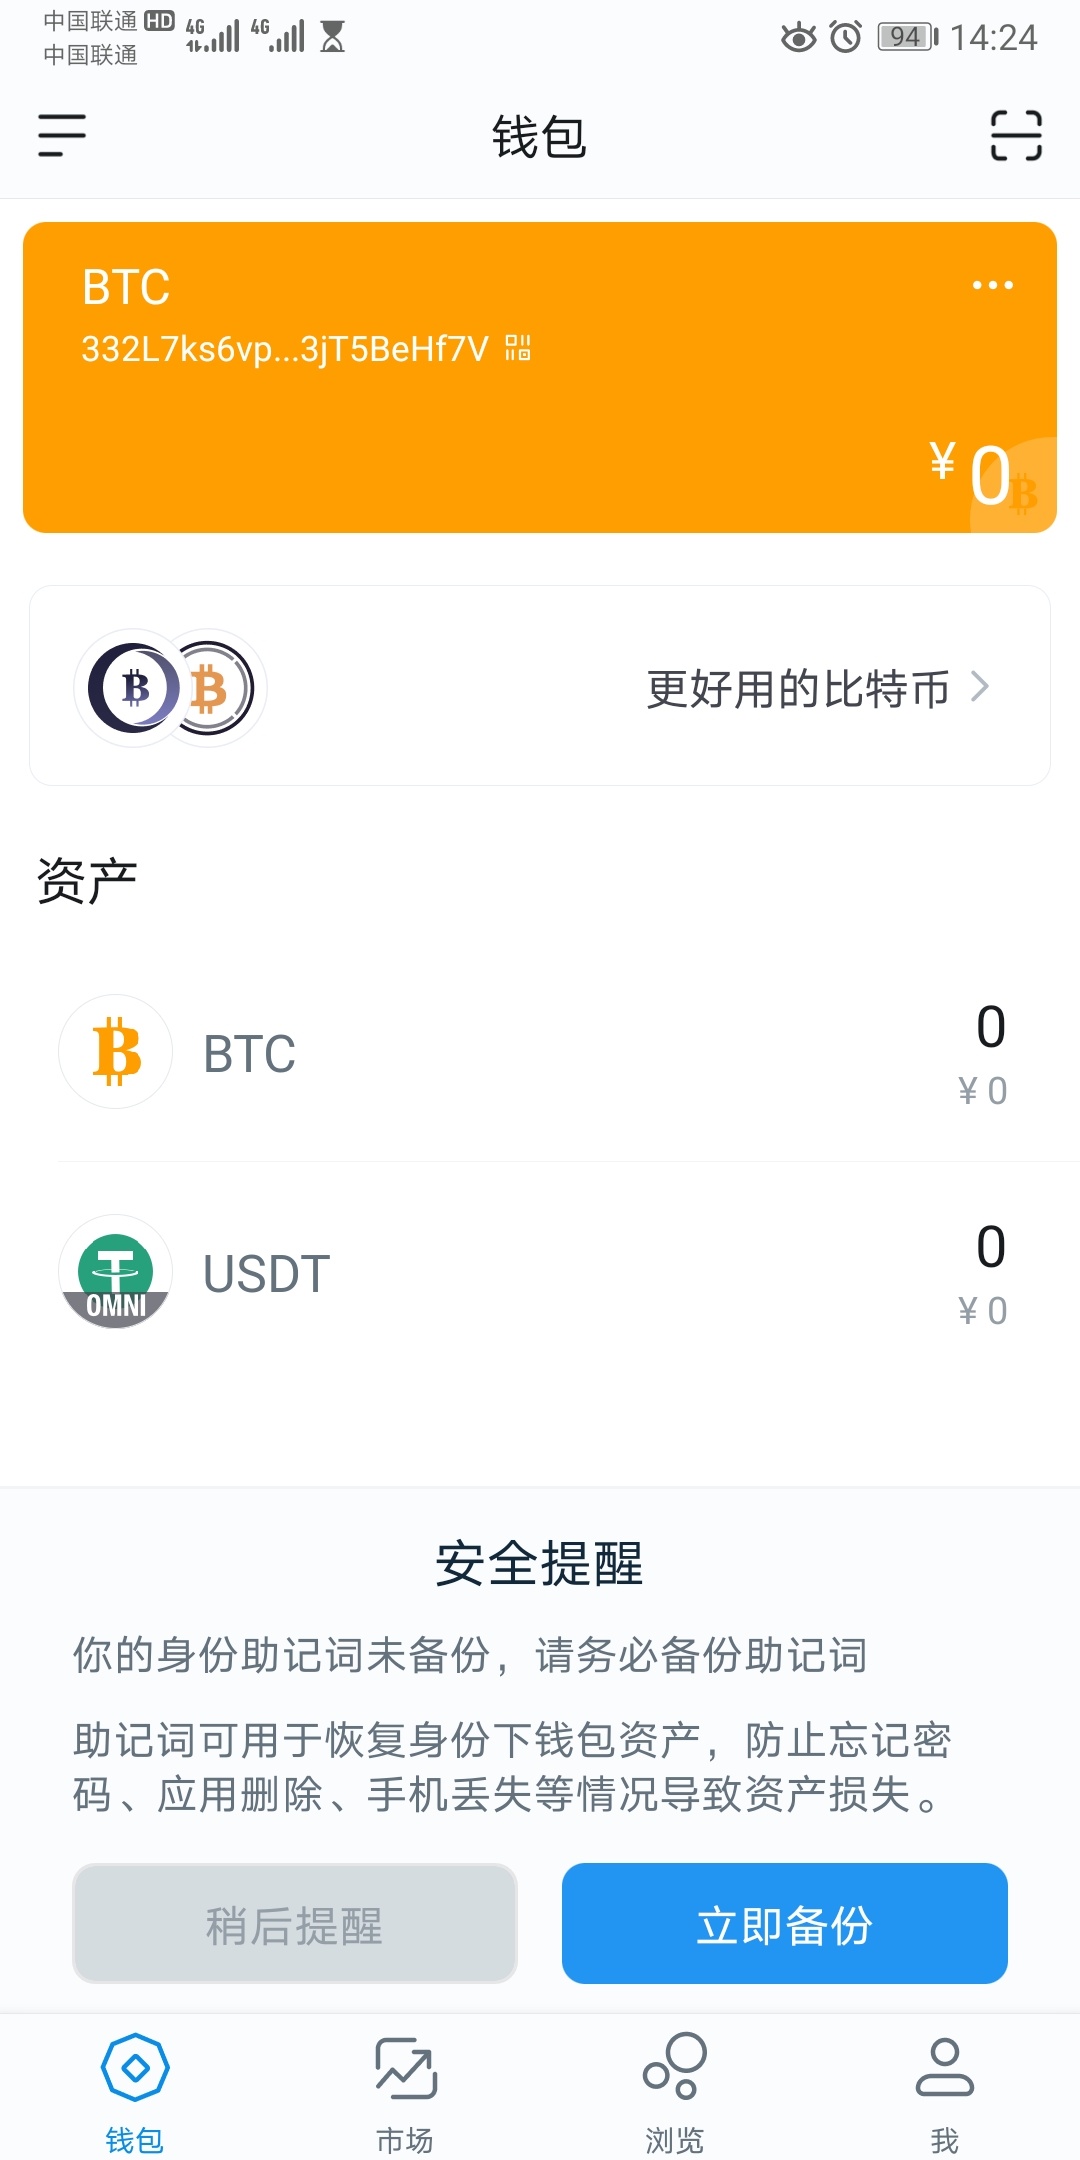 中国联通 HD 4G 4G 94 14:24
中国联通
钱包
BTC
332L7ks6vp...3jT5BeHf7V
¥ 0
更好用的比特币
资产
BTC
0
¥ 0
OMNI
USDT
0
¥ 0
安全提醒
你的身份助记词未备份，请务必备份助记词
助记词可用于恢复身份下钱包资产，防止忘记密
码、应用删除、手机丢失等情况导致资产损失。
稍后提醒
立即备份
钱包
市场
浏览
我